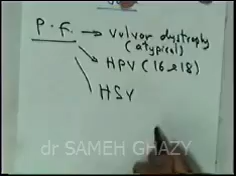 P.F. → Vulvar dystrophy
(atypical)
HPV (16 و 18)
HSV
dr SAMEH GHAZY